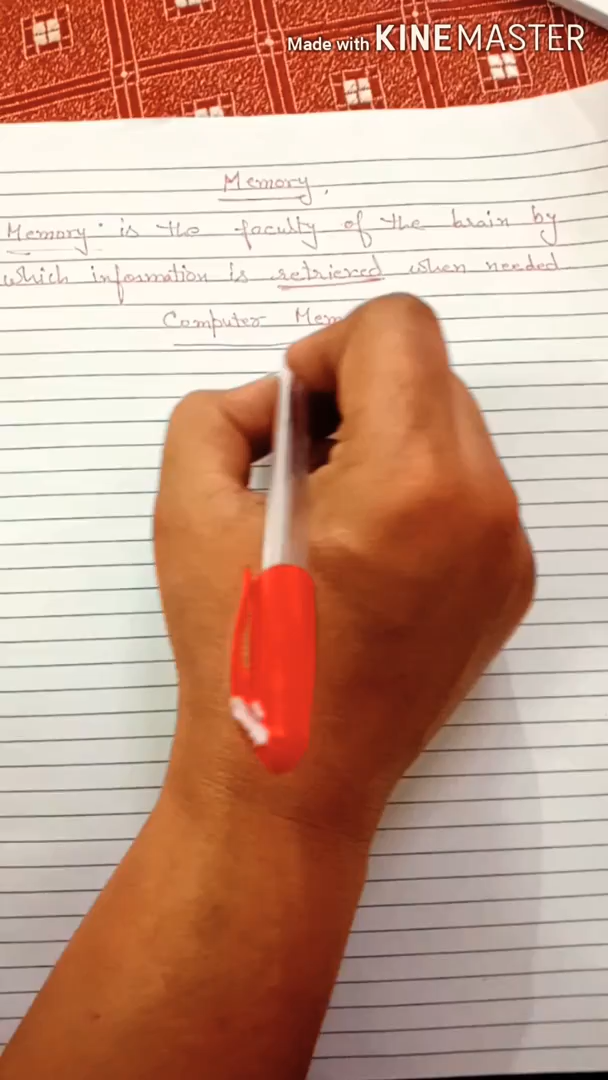 Made with KINEMASTER
Memory.
Memory: is the faculty of the brain by
which information is retrieved when needed
Computer Mem